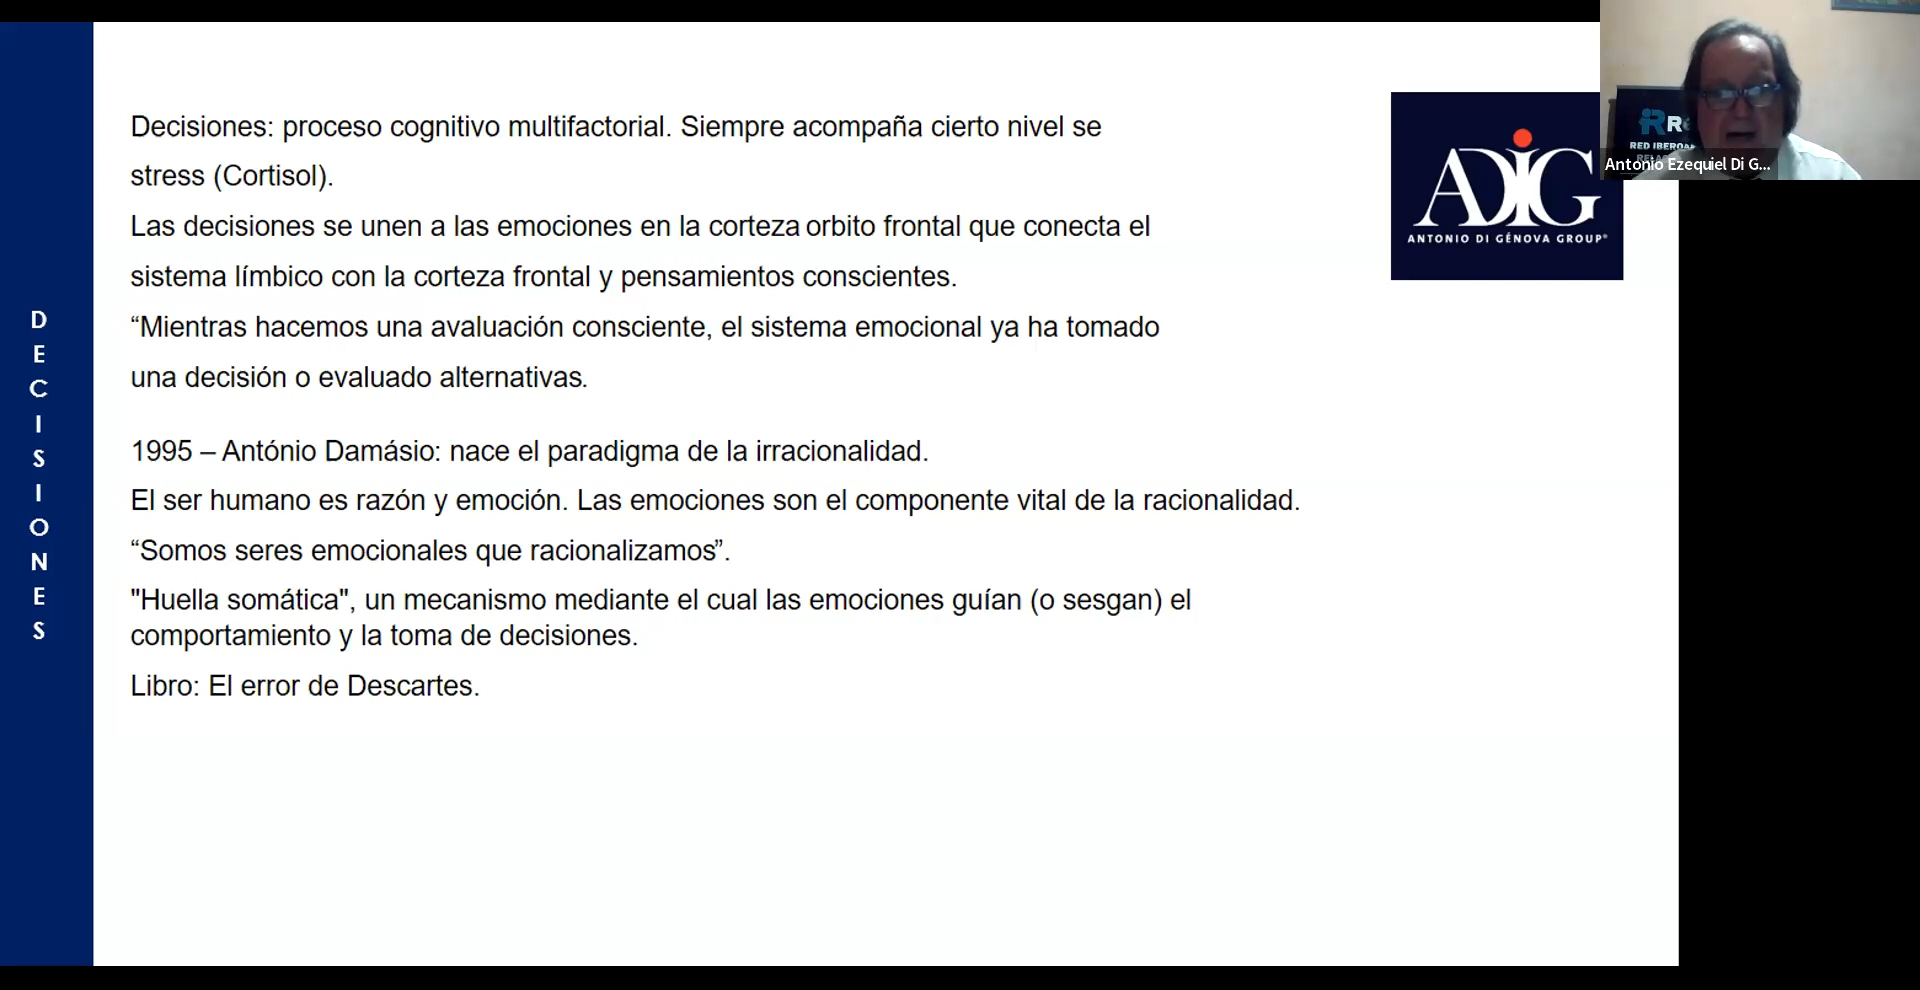 DECISIONES
Decisiones: proceso cognitivo multifactorial. Siempre acompaña cierto nivel se
stress (Cortisol).
Las decisiones se unen a las emociones en la corteza orbito frontal que conecta el
sistema límbico con la corteza frontal y pensamientos conscientes.
“Mientras hacemos una avaluación consciente, el sistema emocional ya ha tomado
una decisión o evaluado alternativas.
1995 – António Damásio: nace el paradigma de la irracionalidad.
El ser humano es razón y emoción. Las emociones son el componente vital de la racionalidad.
“Somos seres emocionales que racionalizamos”.
"Huella somática", un mecanismo mediante el cual las emociones guían (o sesgan) el
comportamiento y la toma de decisiones.
Libro: El error de Descartes.
ADIG
ANTONIO DI GÉNOVA GROUP®
RED
Antonio Ezequiel Di G...